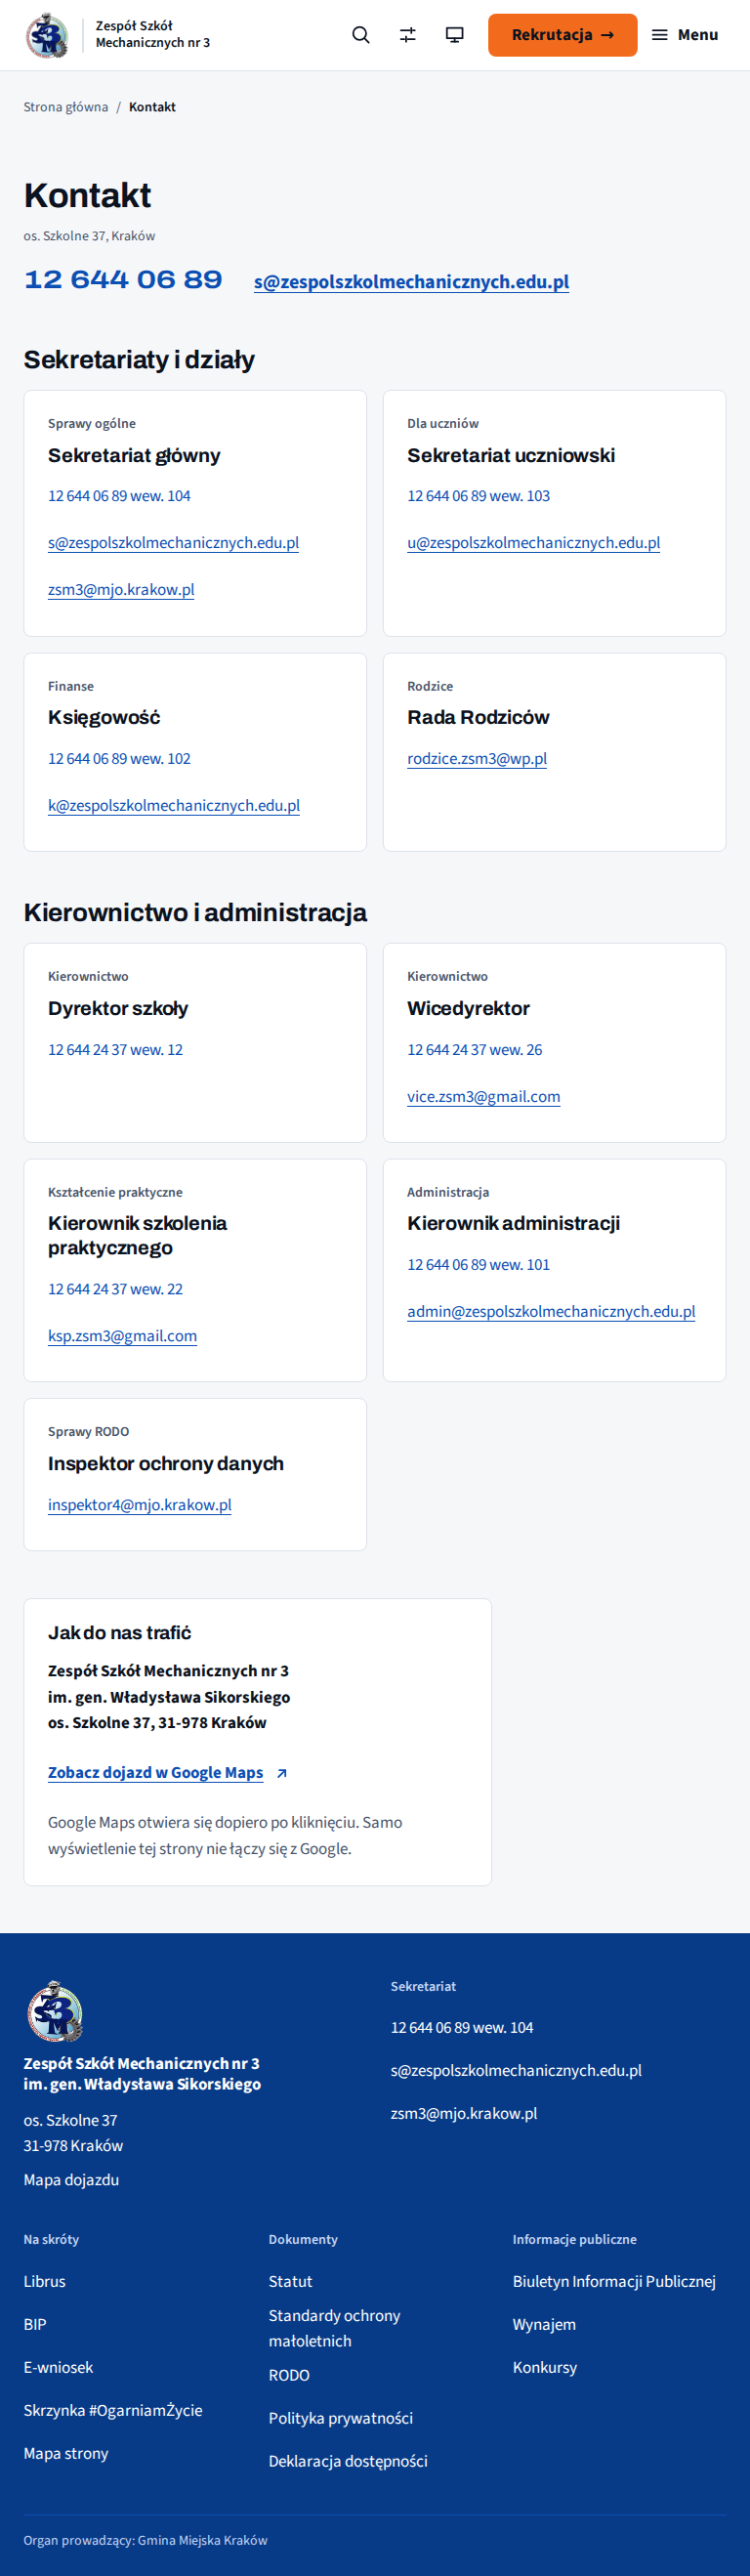 Zespół Szkół
Mechanicznych nr 3
Rekrutacja →
Menu
Strona główna / Kontakt
Kontakt
os. Szkolne 37, Kraków
12 644 06 89
s@zespolszkolmechanicznych.edu.pl
Sekretariaty i działy
Sprawy ogólne
Sekretariat główny
12 644 06 89 wew. 104
s@zespolszkolmechanicznych.edu.pl
zsm3@mjo.krakow.pl
Dla uczniów
Sekretariat uczniowski
12 644 06 89 wew. 103
u@zespolszkolmechanicznych.edu.pl
Finanse
Księgowość
12 644 06 89 wew. 102
k@zespolszkolmechanicznych.edu.pl
Rodzice
Rada Rodziców
rodzice.zsm3@wp.pl
Kierownictwo i administracja
Kierownictwo
Dyrektor szkoły
12 644 24 37 wew. 12
Kierownictwo
Wicedyrektor
12 644 24 37 wew. 26
vice.zsm3@gmail.com
Kształcenie praktyczne
Kierownik szkolenia
praktycznego
12 644 24 37 wew. 22
ksp.zsm3@gmail.com
Administracja
Kierownik administracji
12 644 06 89 wew. 101
admin@zespolszkolmechanicznych.edu.pl
Sprawy RODO
Inspektor ochrony danych
inspektor4@mjo.krakow.pl
Jak do nas trafić
Zespół Szkół Mechanicznych nr 3
im. gen. Władysława Sikorskiego
os. Szkolne 37, 31-978 Kraków
Zobacz dojazd w Google Maps
Google Maps otwiera się dopiero po kliknięciu. Samo
wyświetlenie tej strony nie łączy się z Google.
Zespół Szkół Mechanicznych nr 3
im. gen. Władysława Sikorskiego
os. Szkolne 37
31-978 Kraków
Mapa dojazdu
Sekretariat
12 644 06 89 wew. 104
s@zespolszkolmechanicznych.edu.pl
zsm3@mjo.krakow.pl
Na skróty
Librus
BIP
E-wniosek
Skrzynka #OgarniamŻycie
Mapa strony
Dokumenty
Statut
Standardy ochrony
małoletnich
RODO
Polityka prywatności
Deklaracja dostępności
Informacje publiczne
Biuletyn Informacji Publicznej
Wynajem
Konkursy
Organ prowadzący: Gmina Miejska Kraków